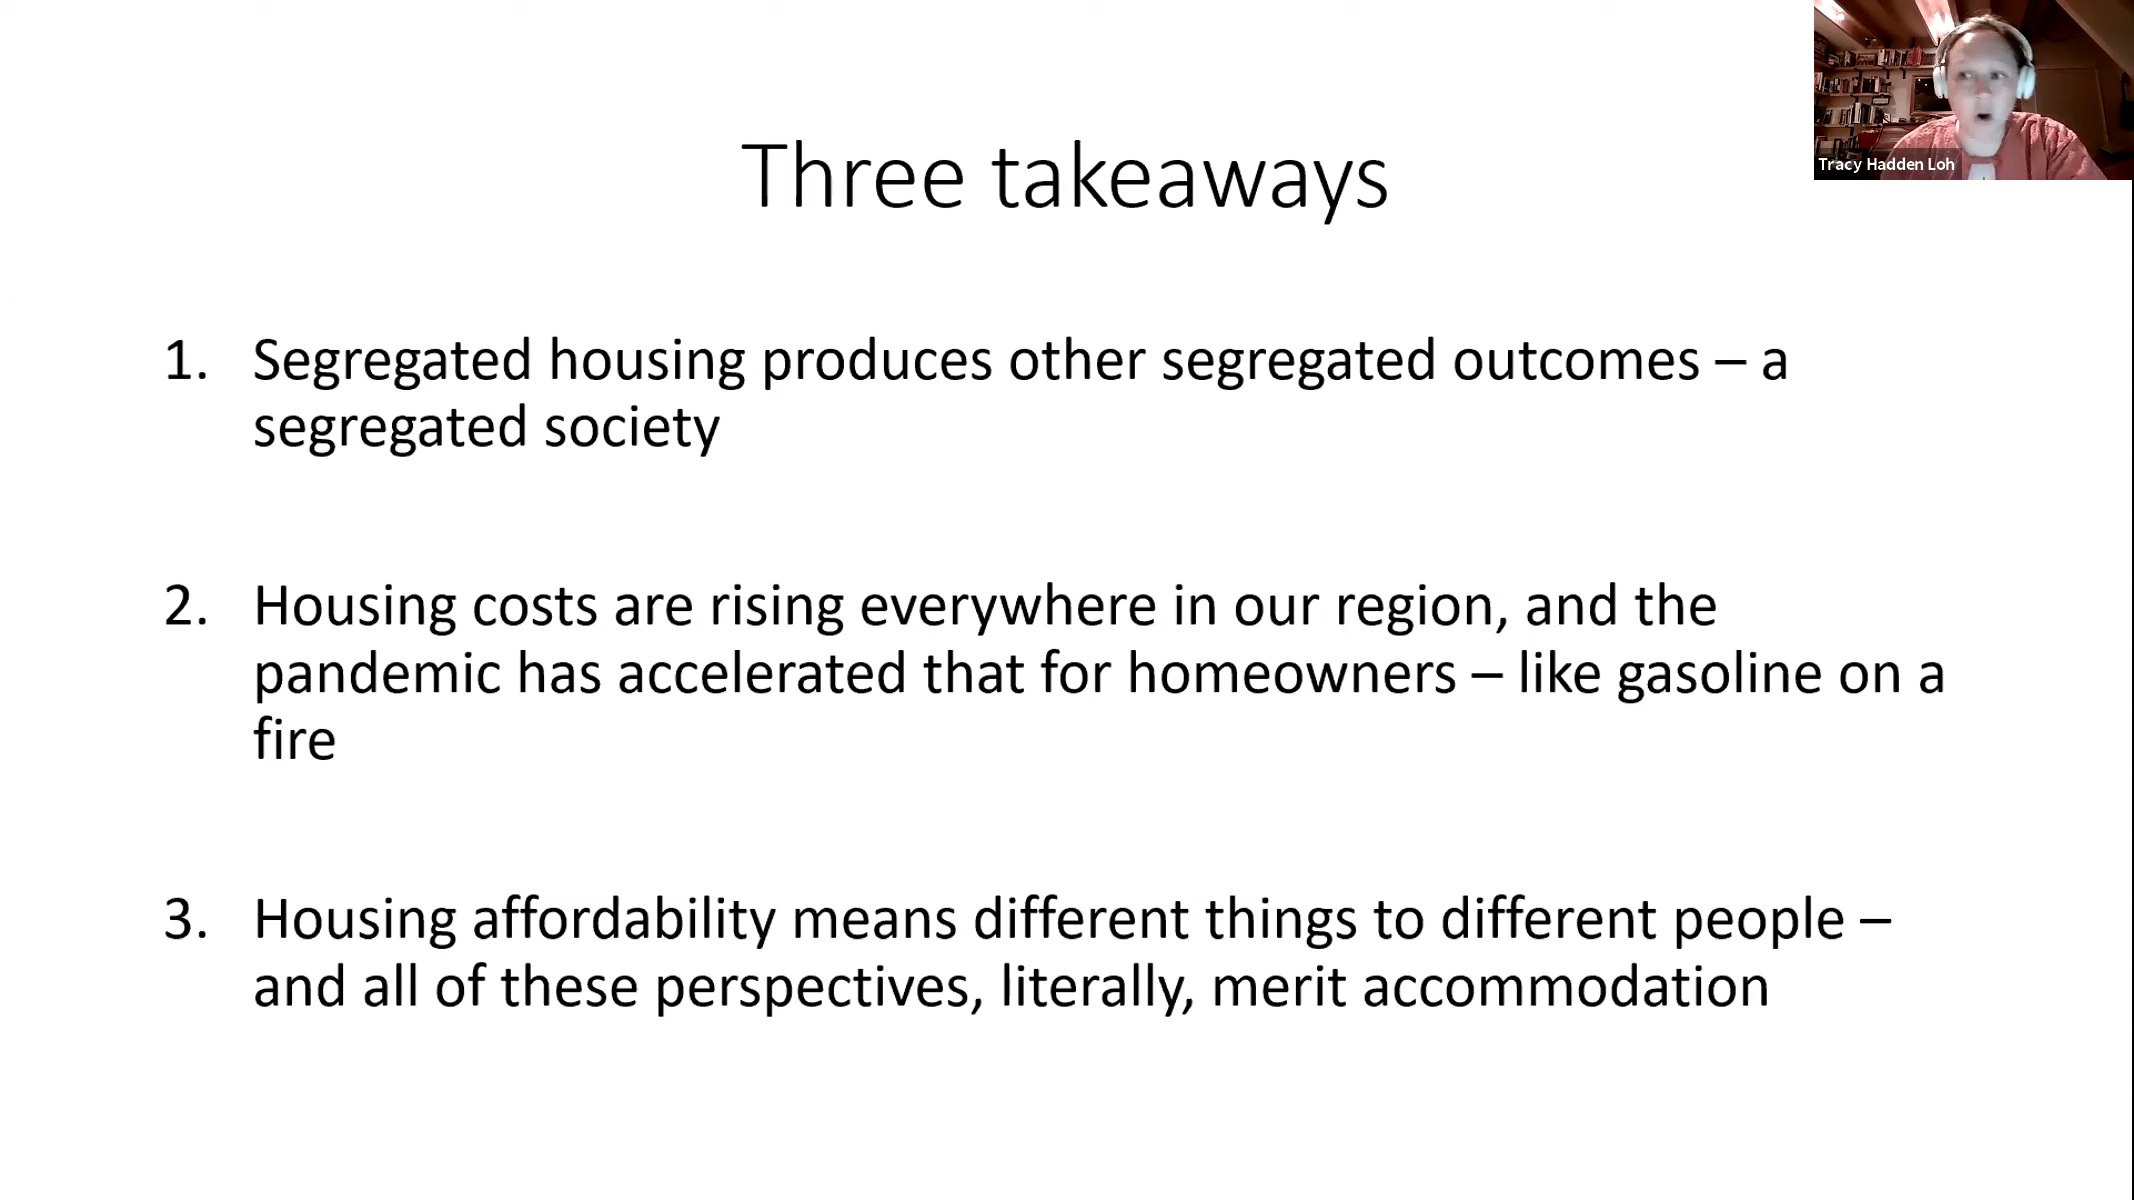 Three takeaways
Tracy Hadden Loh
1. Segregated housing produces other segregated outcomes – a
segregated society
2. Housing costs are rising everywhere in our region, and the
pandemic has accelerated that for homeowners – like gasoline on a
fire
3. Housing affordability means different things to different people –
and all of these perspectives, literally, merit accommodation